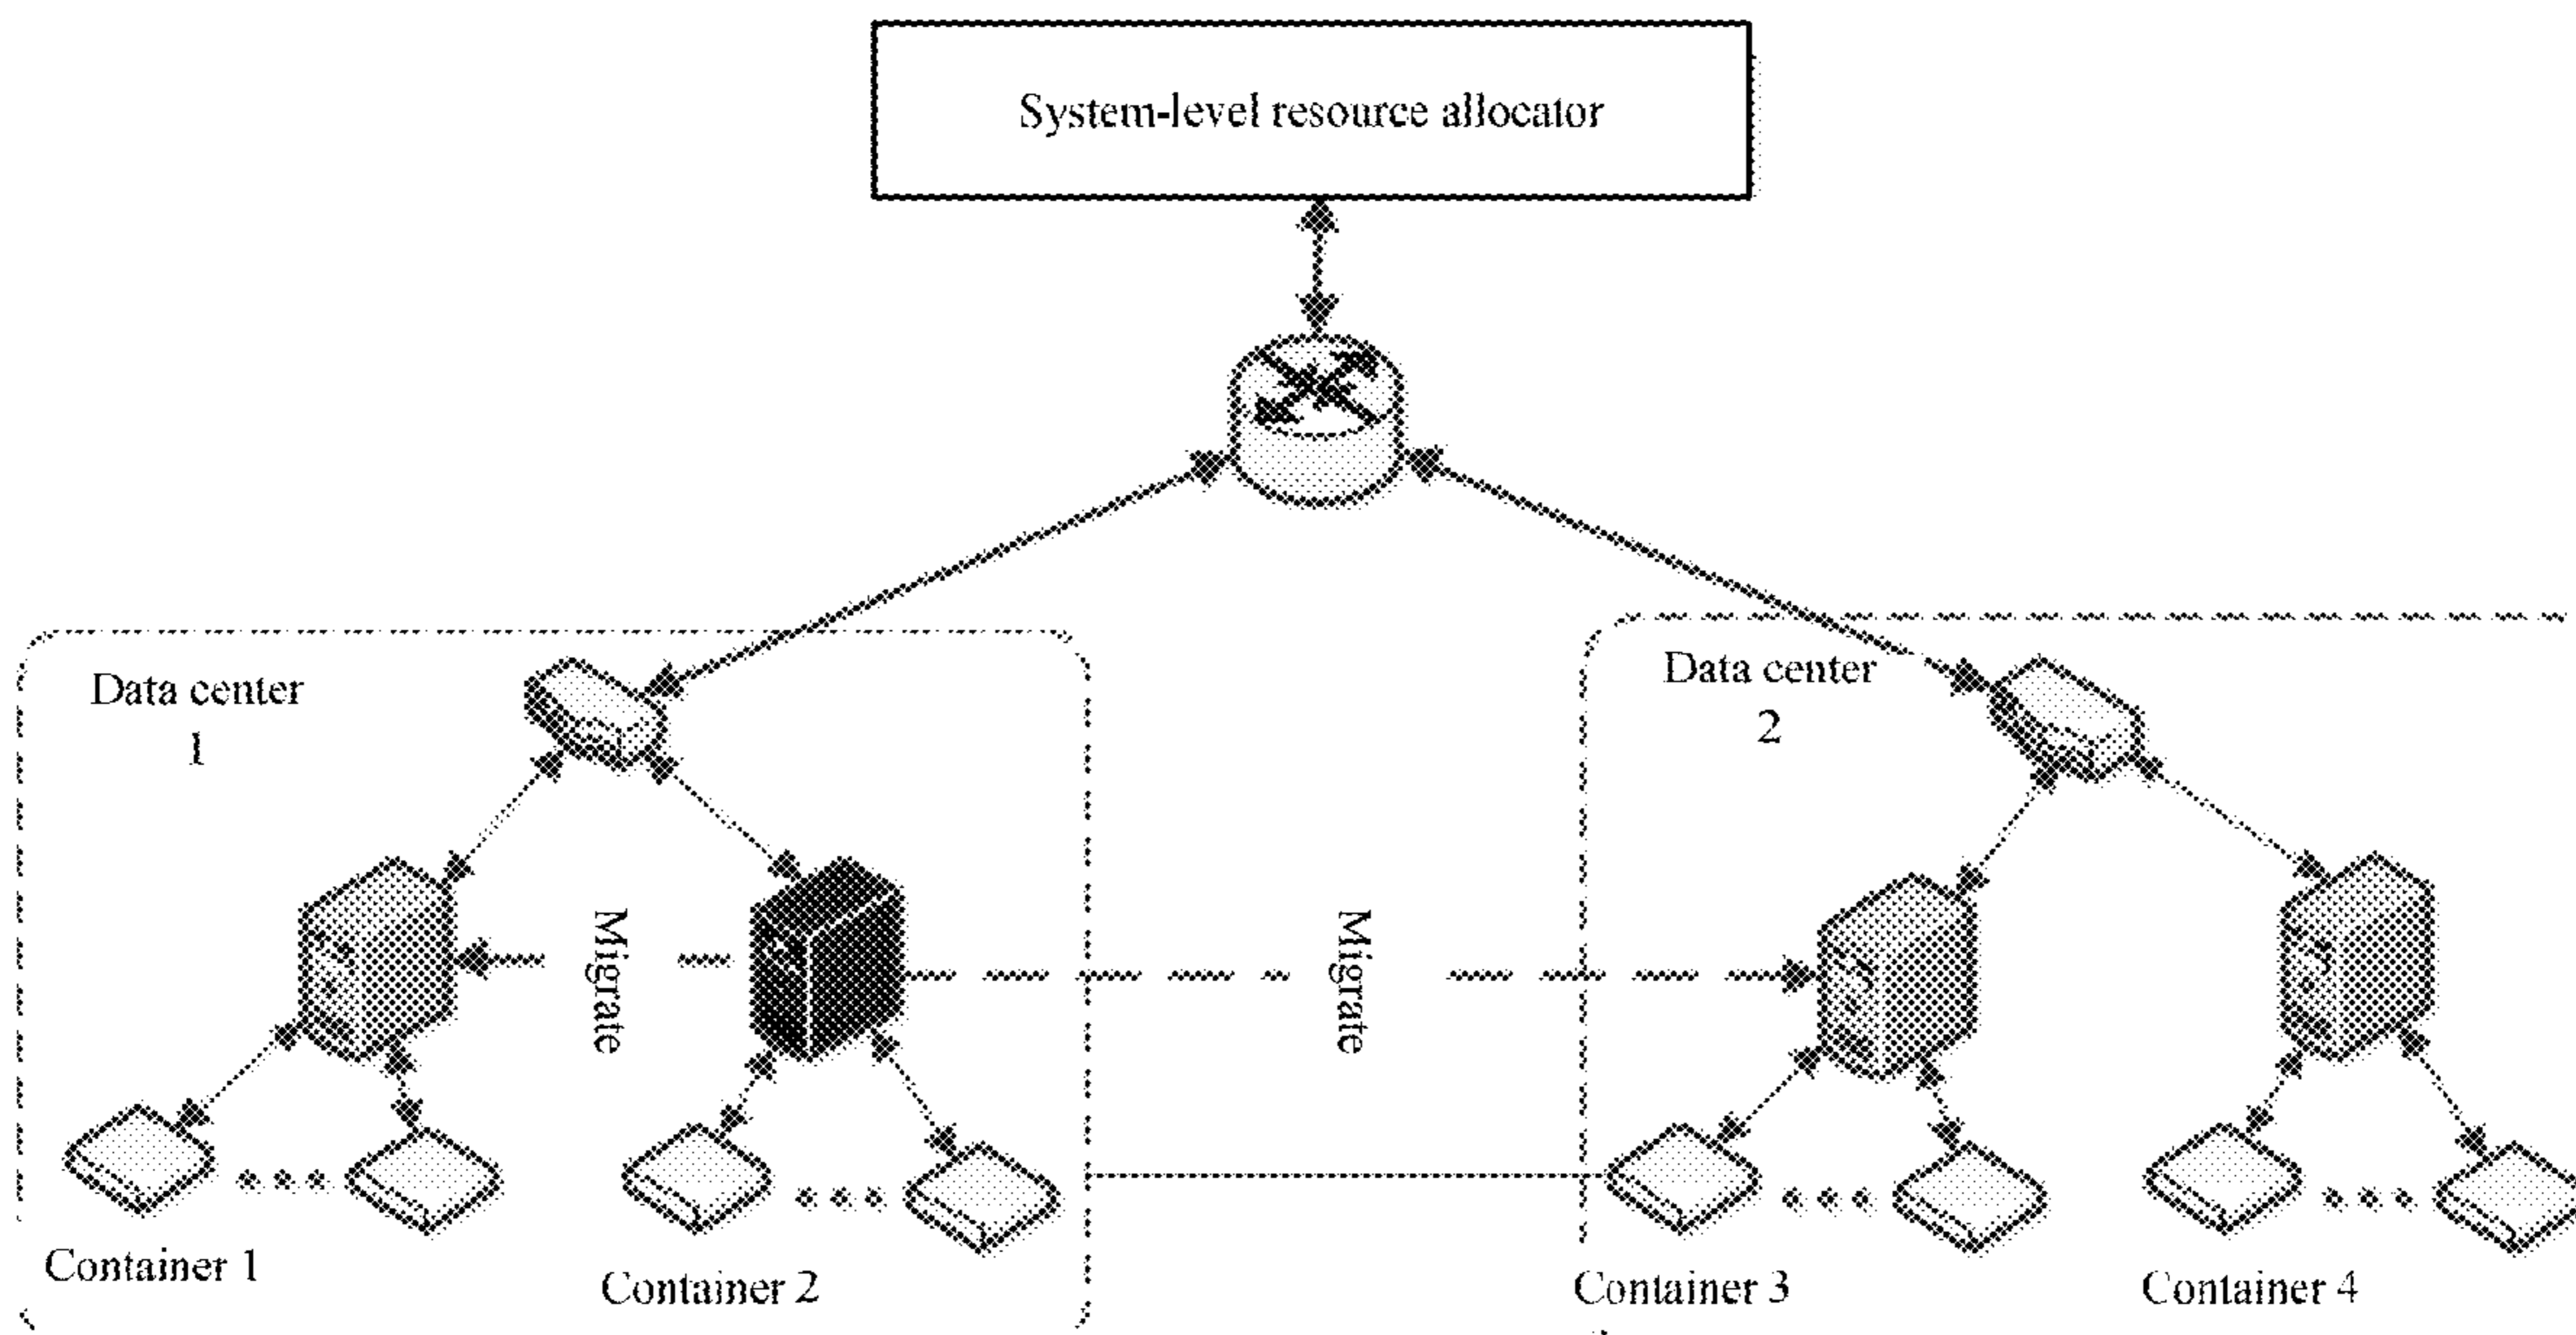 System-level resource allocator
Data center
1
Data center
2
Migrate
Migrate
Container 1
Container 2
Container 3
Container 4